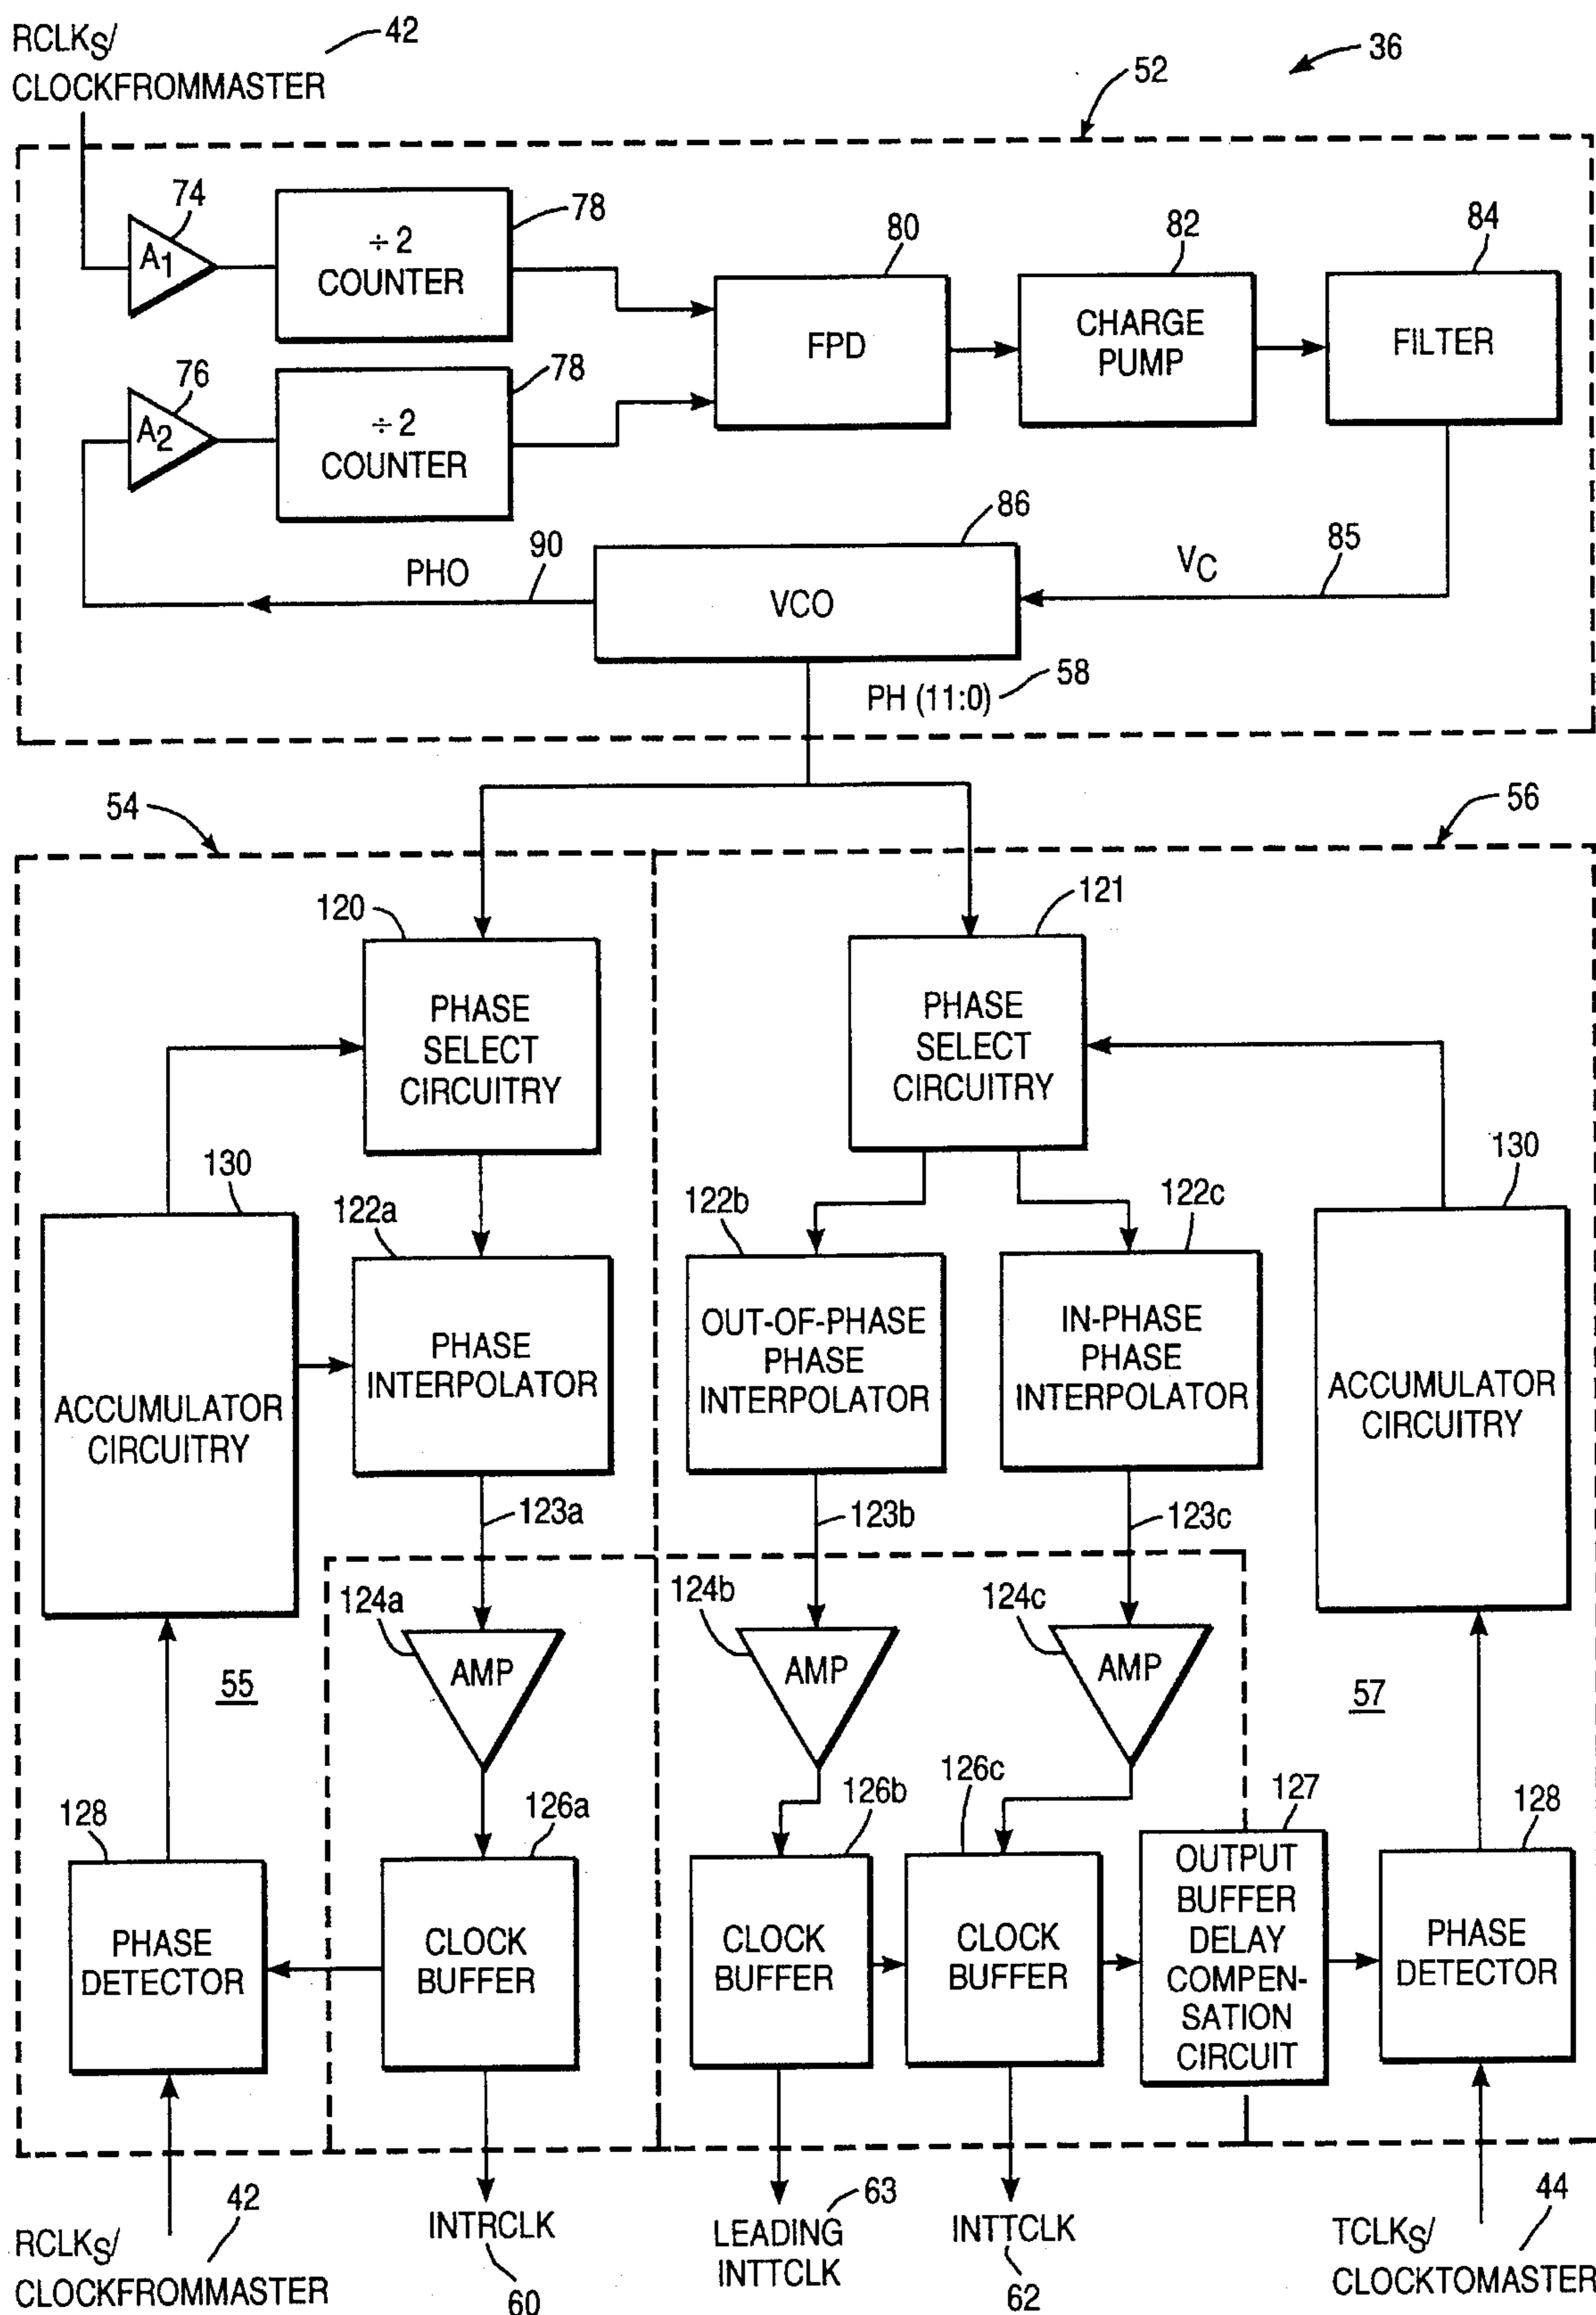 RCLKS/
CLOCKFROMMASTER
42
36
52
74
A1
÷ 2
COUNTER
78
80
FPD
82
CHARGE
PUMP
84
FILTER
76
A2
÷ 2
COUNTER
78
86
VCO
90
PHO
VC
85
PH (11:0)
58
54
56
120
PHASE
SELECT
CIRCUITRY
121
PHASE
SELECT
CIRCUITRY
130
ACCUMULATOR
CIRCUITRY
122a
PHASE
INTERPOLATOR
122b
OUT-OF-PHASE
PHASE
INTERPOLATOR
122c
IN-PHASE
PHASE
INTERPOLATOR
130
ACCUMULATOR
CIRCUITRY
123a
123b
123c
124a
AMP
124b
AMP
124c
AMP
55
57
128
PHASE
DETECTOR
126a
CLOCK
BUFFER
126b
CLOCK
BUFFER
126c
CLOCK
BUFFER
127
OUTPUT
BUFFER
DELAY
COMPEN-
SATION
CIRCUIT
128
PHASE
DETECTOR
RCLKS/
CLOCKFROMMASTER
42
INTRCLK
60
LEADING
INTTCLK
63
INTTCLK
62
TCLKS/
CLOCKTOMASTER
44